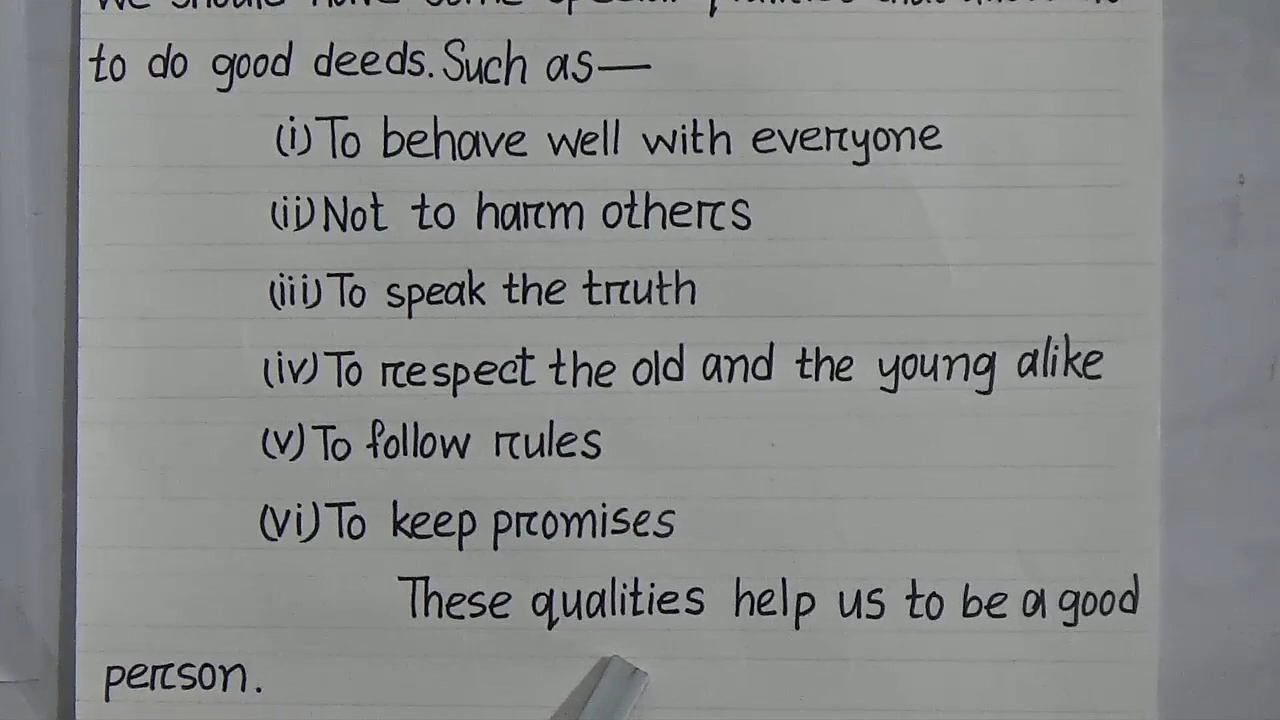 to do good deeds. Such as—
(i) To behave well with everyone
(ii) Not to harm others
(iii) To speak the truth
(iv) To respect the old and the young alike
(v) To follow rules
(vi) To keep promises
These qualities help us to be a good
person.